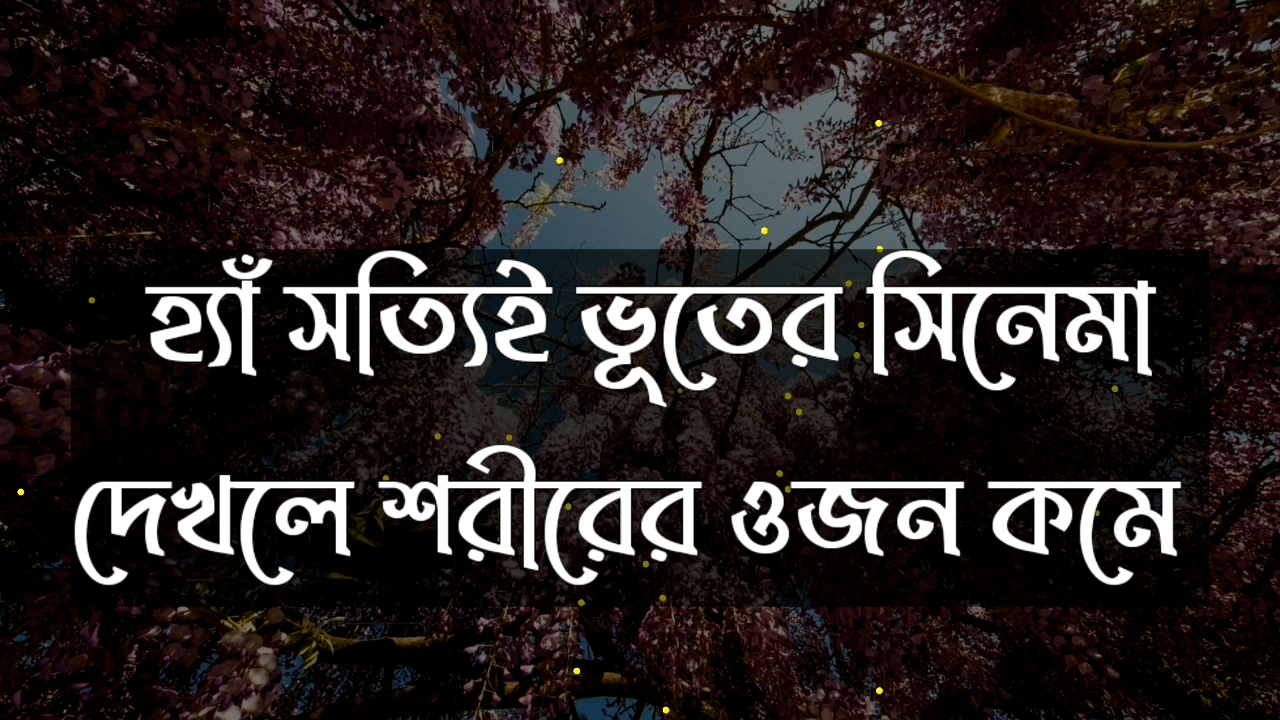 হ্যাঁ সত্যিই ভূতের সিনেমা
দেখলে শরীরের ওজন কমে